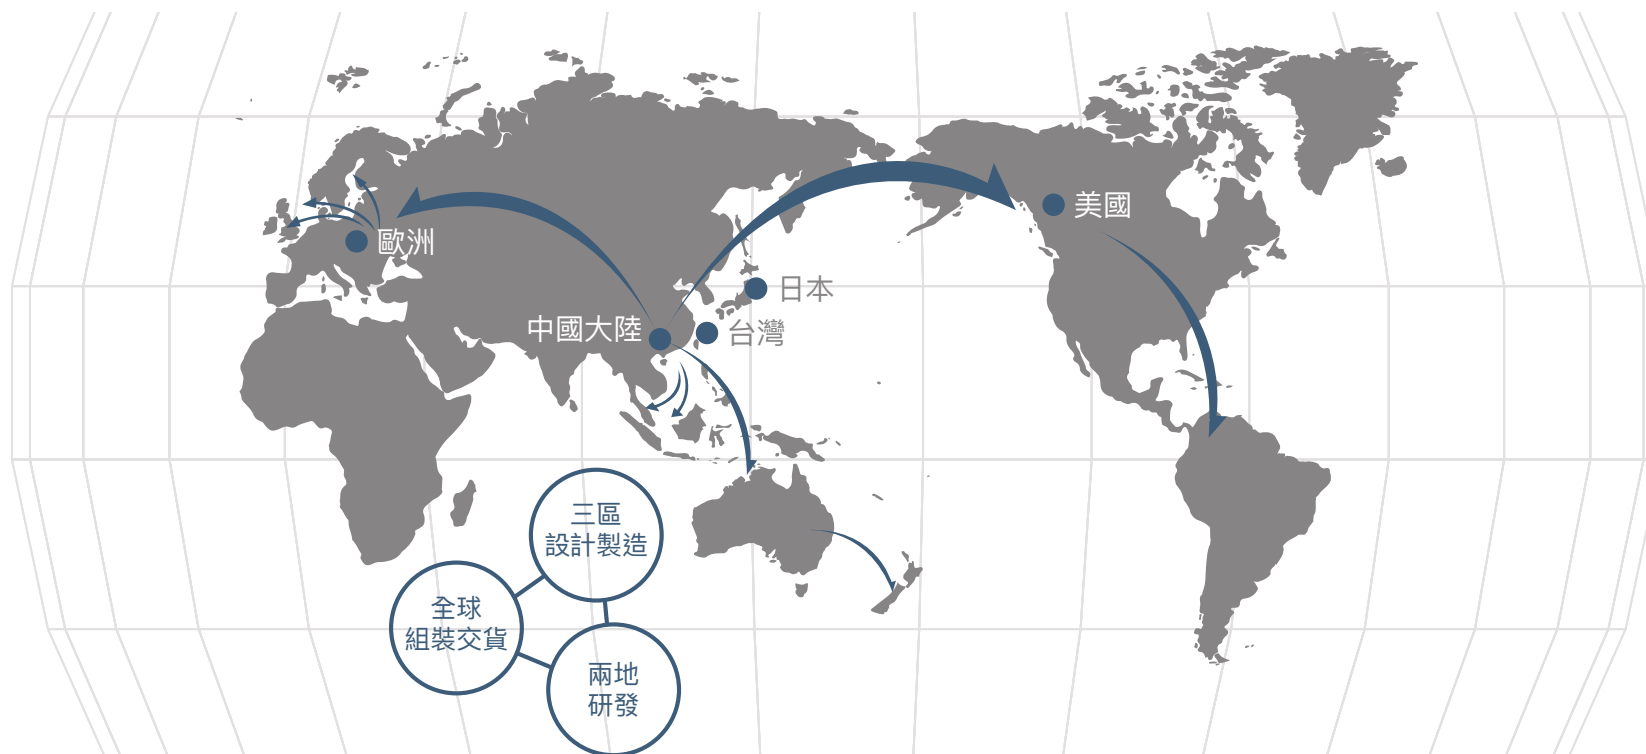 美國
歐洲
日本
中國大陸
台灣
三區
設計製造
全球
組裝交貨
兩地
研發